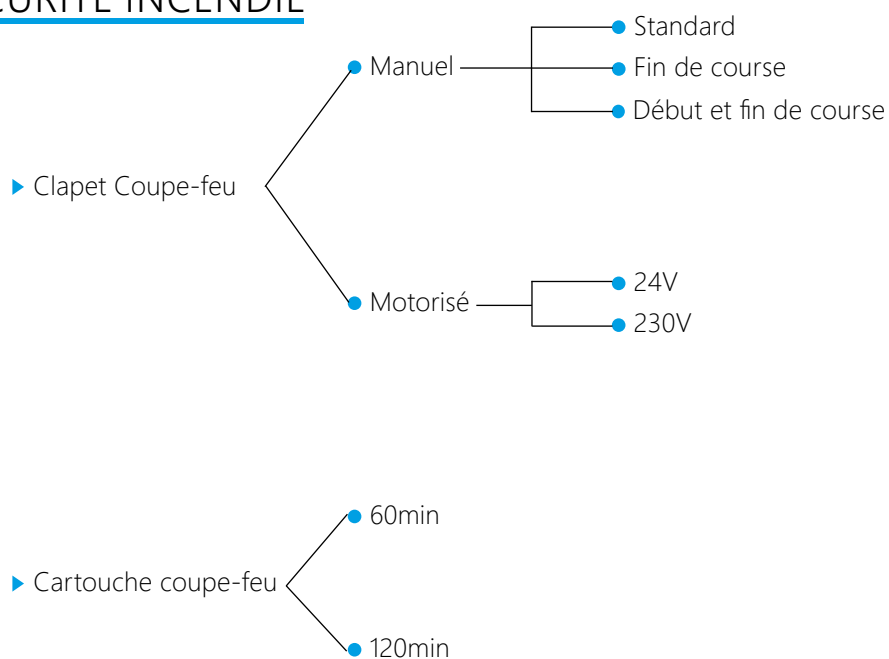 INCENDIE
Standard
Manuel
Fin de course
Début et fin de course
Clapet Coupe-feu
24V
Motorisé
230V
60min
Cartouche coupe-feu
120min